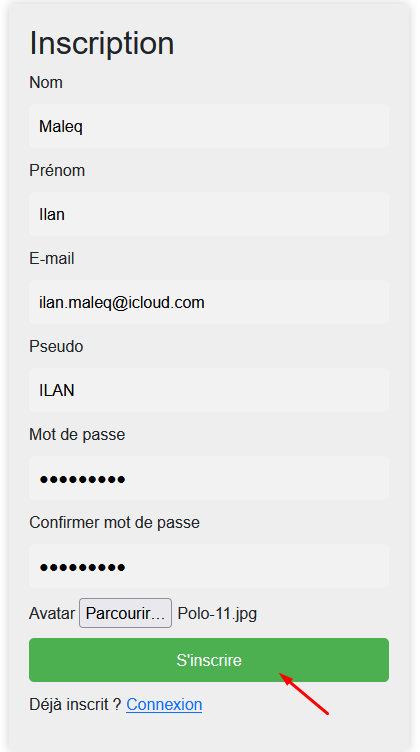 Inscription
Nom
Maleq
Prénom
Ilan
E-mail
ilan.maleq@icloud.com
Pseudo
ILAN
Mot de passe
●●●●●●●●●
Confirmer mot de passe
●●●●●●●●●
Avatar Parcourir... Polo-11.jpg
S'inscrire
Déjà inscrit ? Connexion